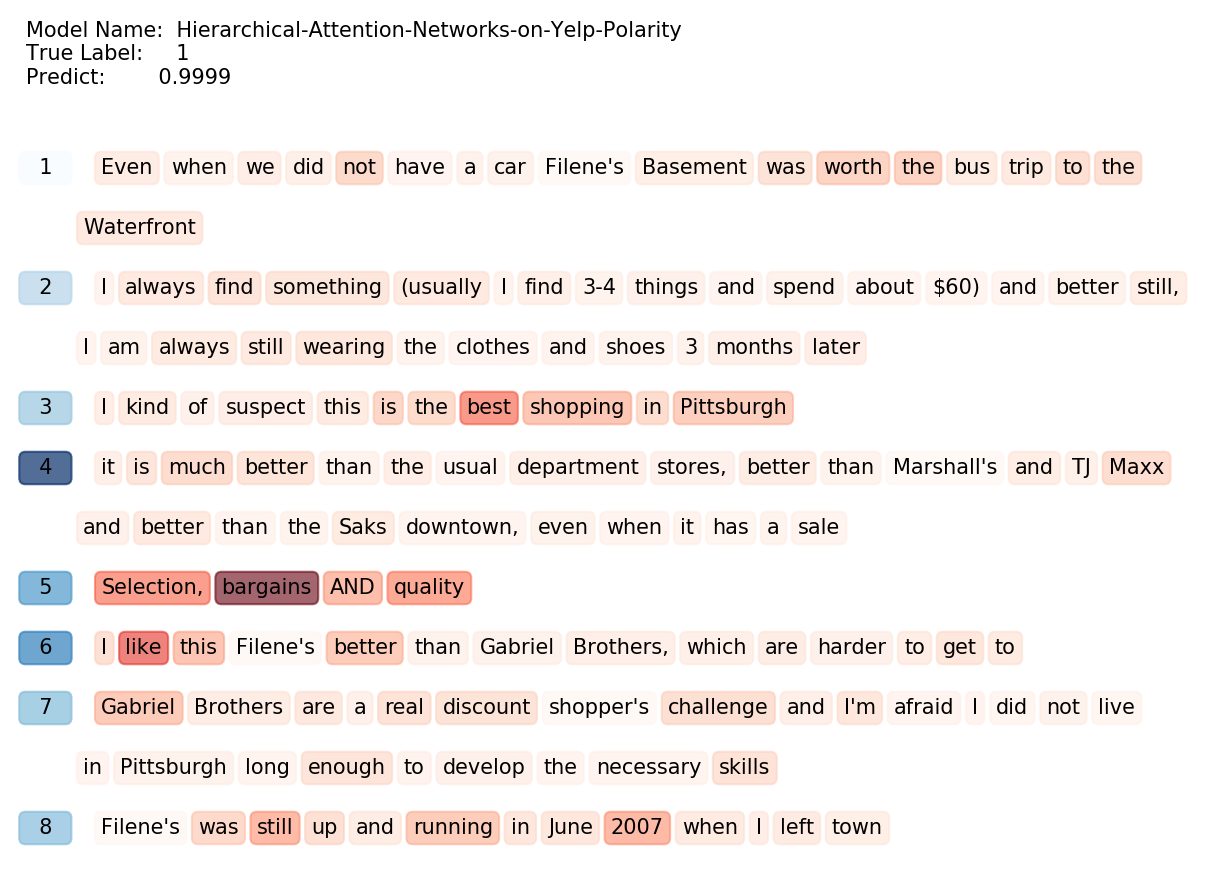 Model Name: Hierarchical-Attention-Networks-on-Yelp-Polarity
True Label: 1
Predict: 0.9999
1 Even when we did not have a car Filene's Basement was worth the bus trip to the
Waterfront
2 I always find something (usually I find 3-4 things and spend about $60) and better still,
I am always still wearing the clothes and shoes 3 months later
3 I kind of suspect this is the best shopping in Pittsburgh
4 it is much better than the usual department stores, better than Marshall's and TJ Maxx
and better than the Saks downtown, even when it has a sale
5 Selection, bargains AND quality
6 I like this Filene's better than Gabriel Brothers, which are harder to get to
7 Gabriel Brothers are a real discount shopper's challenge and I'm afraid I did not live
in Pittsburgh long enough to develop the necessary skills
8 Filene's was still up and running in June 2007 when I left town